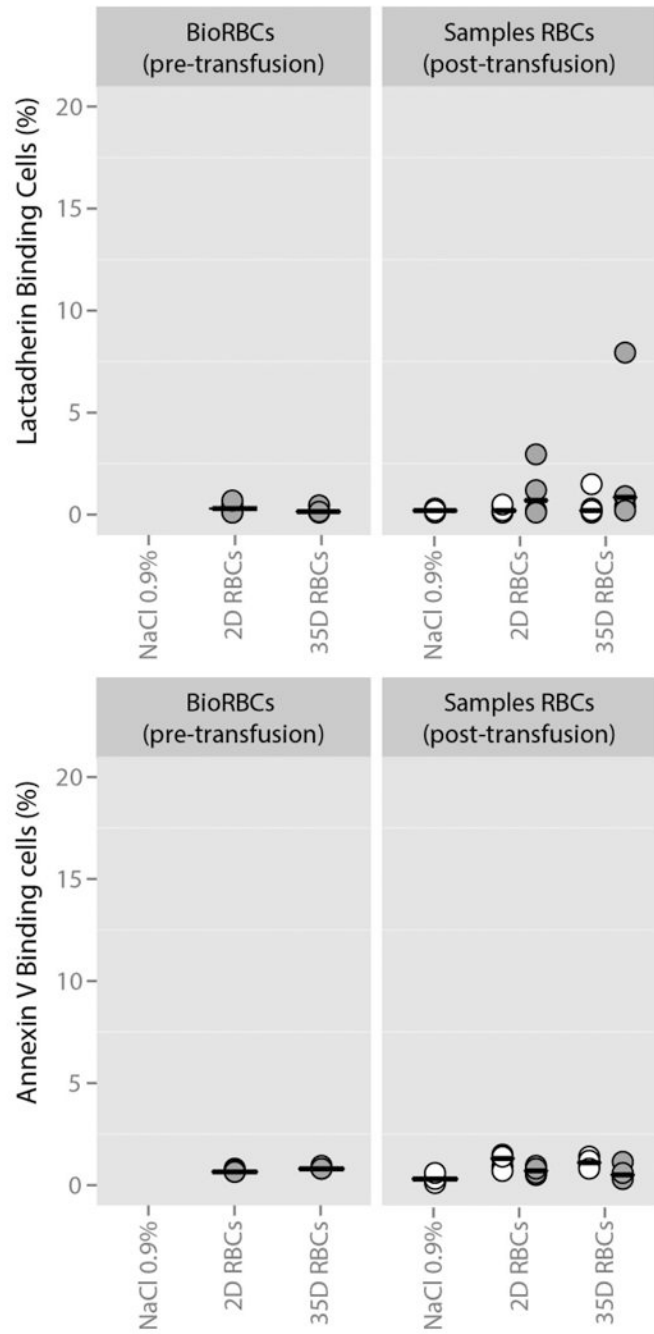 BioRBCs
(pre-transfusion)
Samples RBCs
(post-transfusion)
Lactadherin Binding Cells (%)
20
15
10
5
0
NaCl 0.9%
2D RBCs
35D RBCs
NaCl 0.9%
2D RBCs
35D RBCs
BioRBCs
(pre-transfusion)
Samples RBCs
(post-transfusion)
Annexin V Binding cells (%)
20
15
10
5
0
NaCl 0.9%
2D RBCs
35D RBCs
NaCl 0.9%
2D RBCs
35D RBCs